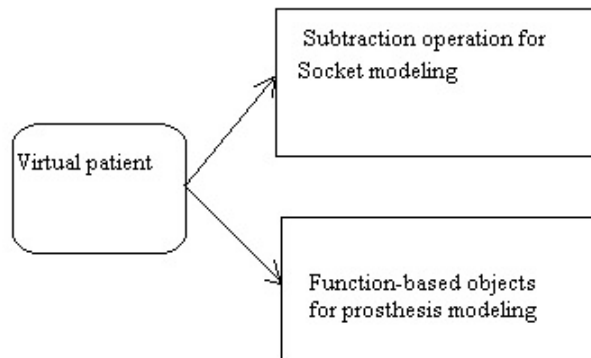 Subtraction operation for
Socket modeling
Virtual patient
Function-based objects
for prosthesis modeling